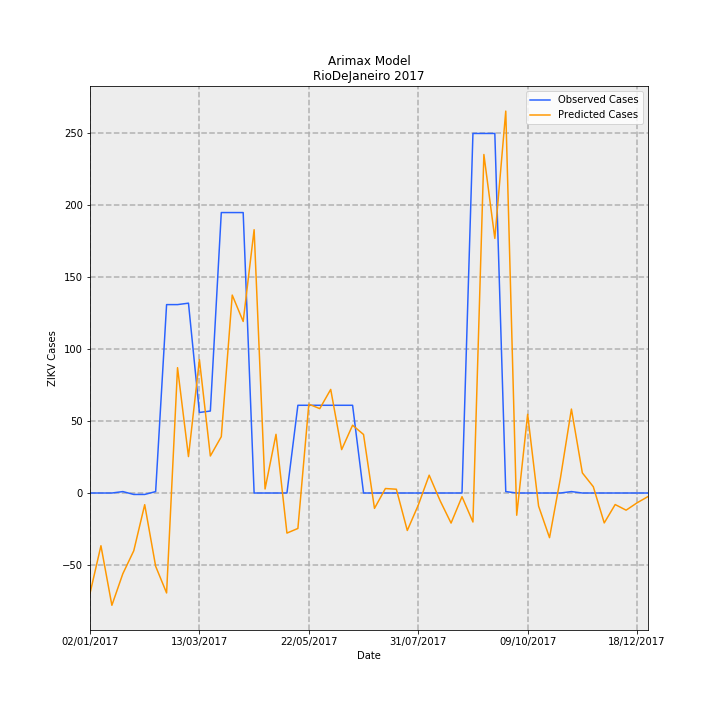 Arimax Model
RioDeJaneiro 2017
Observed Cases
Predicted Cases
ZIKV Cases
250
200
150
100
50
0
−50
02/01/2017 13/03/2017 22/05/2017 31/07/2017 09/10/2017 18/12/2017
Date